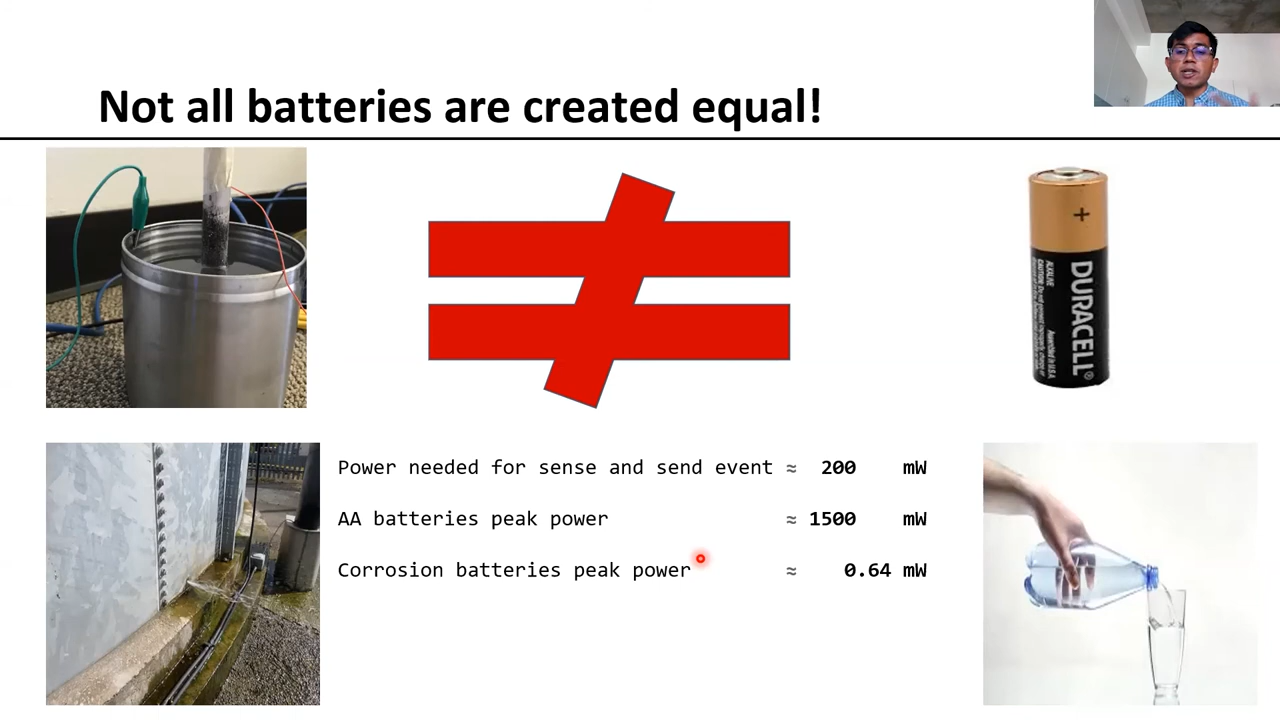 Not all batteries are created equal!
+
DURACELL®
ALKALINE
Power needed for sense and send event ≈ 200 mW
AA batteries peak power ≈ 1500 mW
Corrosion batteries peak power ≈ 0.64 mW